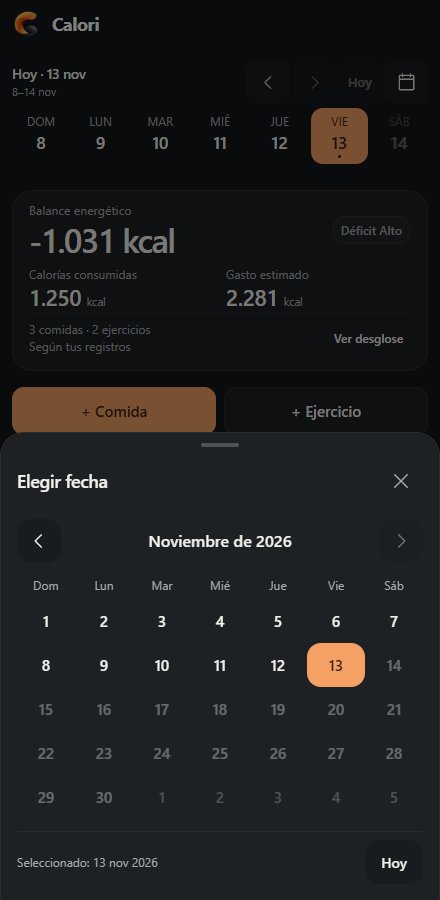 Calori
Hoy · 13 nov
8–14 nov
Hoy
DOM LUN MAR MIÉ JUE VIE SÁB
8 9 10 11 12 13 14
Balance energético
-1.031 kcal
Déficit Alto
Calorías consumidas Gasto estimado
1.250 kcal 2.281 kcal
3 comidas · 2 ejercicios
Según tus registros
Ver desglose
+ Comida + Ejercicio
Elegir fecha
Noviembre de 2026
Dom Lun Mar Mié Jue Vie Sáb
1 2 3 4 5 6 7
8 9 10 11 12 13 14
15 16 17 18 19 20 21
22 23 24 25 26 27 28
29 30 1 2 3 4 5
Seleccionado: 13 nov 2026
Hoy